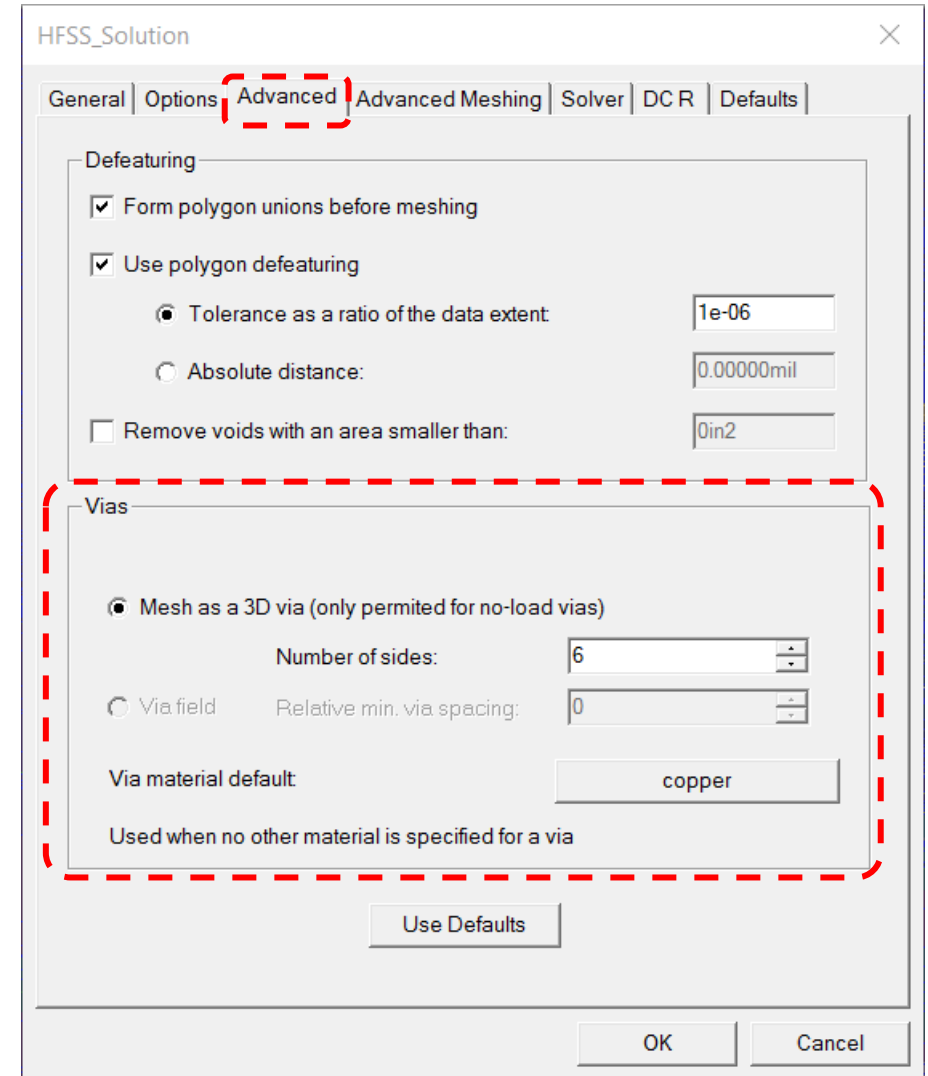 HFSS_Solution
General Options Advanced Advanced Meshing Solver DC R Defaults
Defeaturing
Form polygon unions before meshing
Use polygon defeaturing
Tolerance as a ratio of the data extent: 1e-06
Absolute distance: 0.00000mil
Remove voids with an area smaller than: 0in2
Vias
Mesh as a 3D via (only permited for no-load vias)
Number of sides: 6
Via field Relative min. via spacing: 0
Via material default: copper
Used when no other material is specified for a via
Use Defaults
OK Cancel